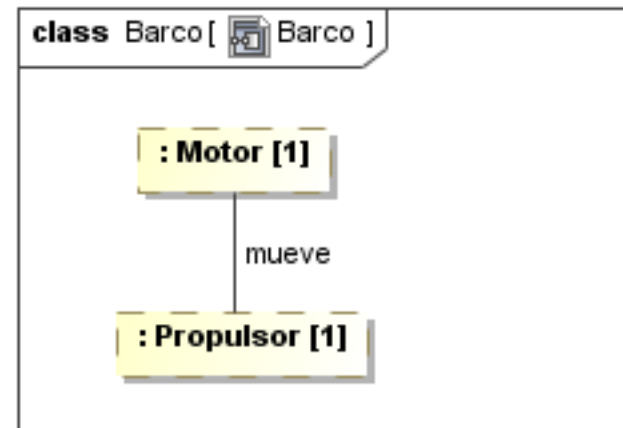 class Barco [ Barco ]
: Motor [1]
mueve
: Propulsor [1]